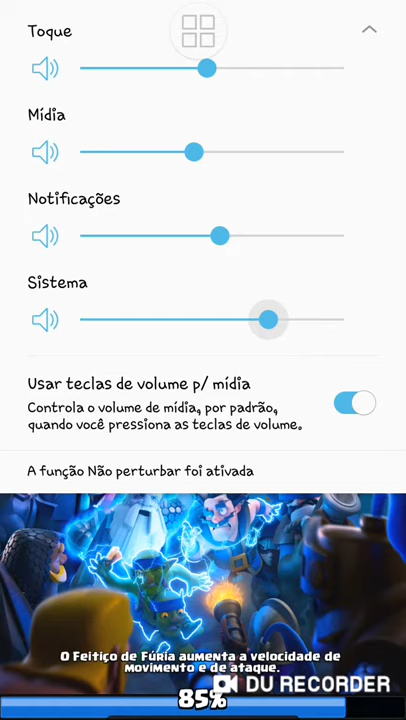 Toque
Mídia
Notificações
Sistema
Usar teclas de volume p/ mídia
Controla o volume de mídia, por padrão,
quando você pressiona as teclas de volume.
A função Não perturbar foi ativada
O Feitiço de Fúria aumenta a velocidade de
movimento e de ataque.
DU RECORDER
85%